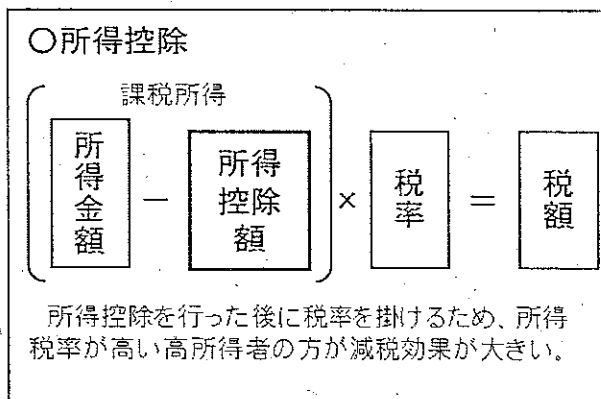 〇所得控除
課税所得
所得金額 － 所得控除額 × 税率 ＝ 税額
所得控除を行った後に税率を掛けるため、所得
税率が高い高所得者の方が減税効果が大きい。